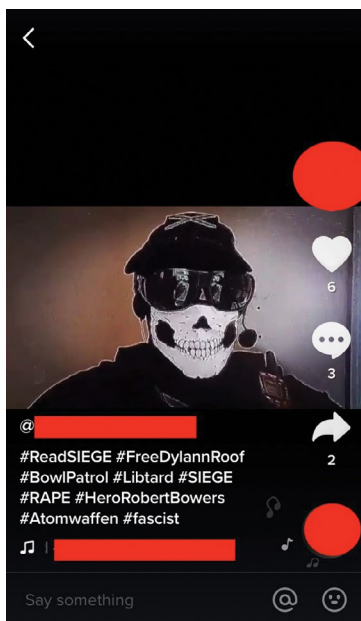 6
3
@
2
#ReadSIEGE #FreeDylannRoof
#BowlPatrol #Libtard #SIEGE
#RAPE #HeroRobertBowers
#Atomwaffen #fascist
Say something @